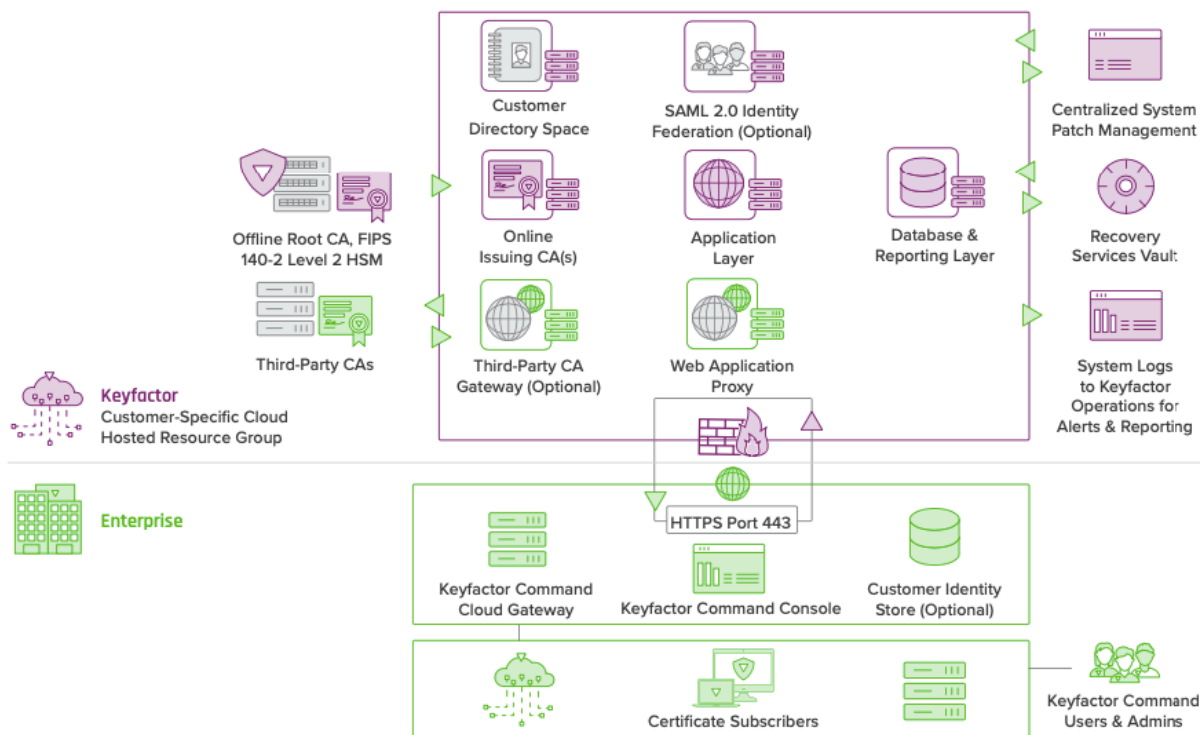 Customer
Directory Space
SAML 2.0 Identity
Federation (Optional)
Centralized System
Patch Management
Offline Root CA, FIPS
140-2 Level 2 HSM
Online
Issuing CA(s)
Application
Layer
Database &
Reporting Layer
Recovery
Services Vault
Third-Party CAs
Third-Party CA
Gateway (Optional)
Web Application
Proxy
System Logs
to Keyfactor
Operations for
Alerts & Reporting
Keyfactor
Customer-Specific Cloud
Hosted Resource Group
Enterprise
HTTPS Port 443
Keyfactor Command
Cloud Gateway
Keyfactor Command Console
Customer Identity
Store (Optional)
Certificate Subscribers
Keyfactor Command
Users & Admins